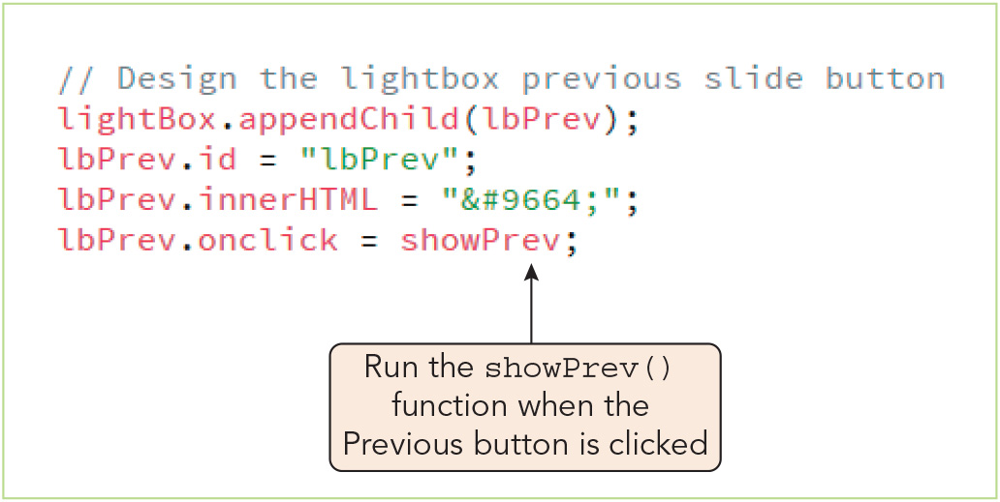 // Design the lightbox previous slide button
lightBox.appendChild(lbPrev);
lbPrev.id = "lbPrev";
lbPrev.innerHTML = "&#9664;";
lbPrev.onclick = showPrev;
Run the showPrev()
function when the
Previous button is clicked